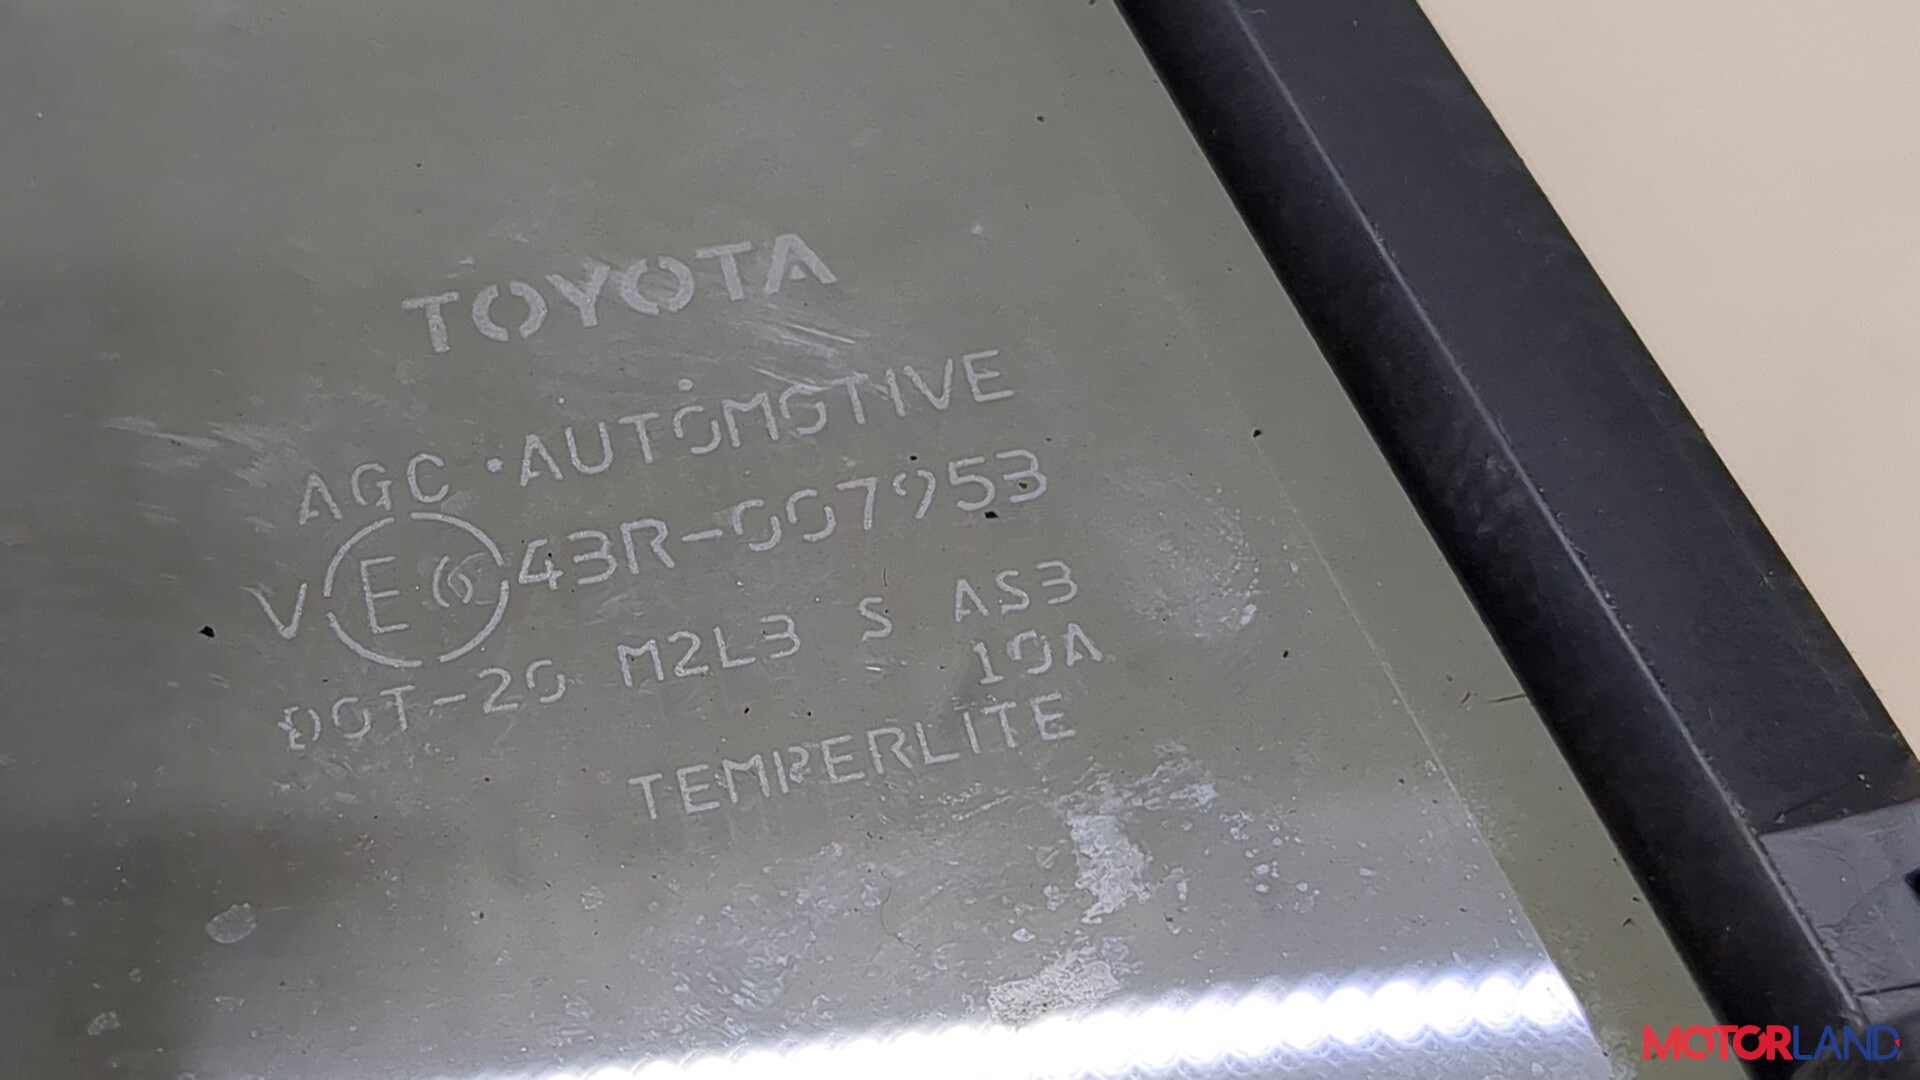 TOYOTA
AGC · AUTOMOTIVE
V E6 43R-007953
DOT-20 M2L3 S AS3
10A
TEMPERLITE
MOTORLAND